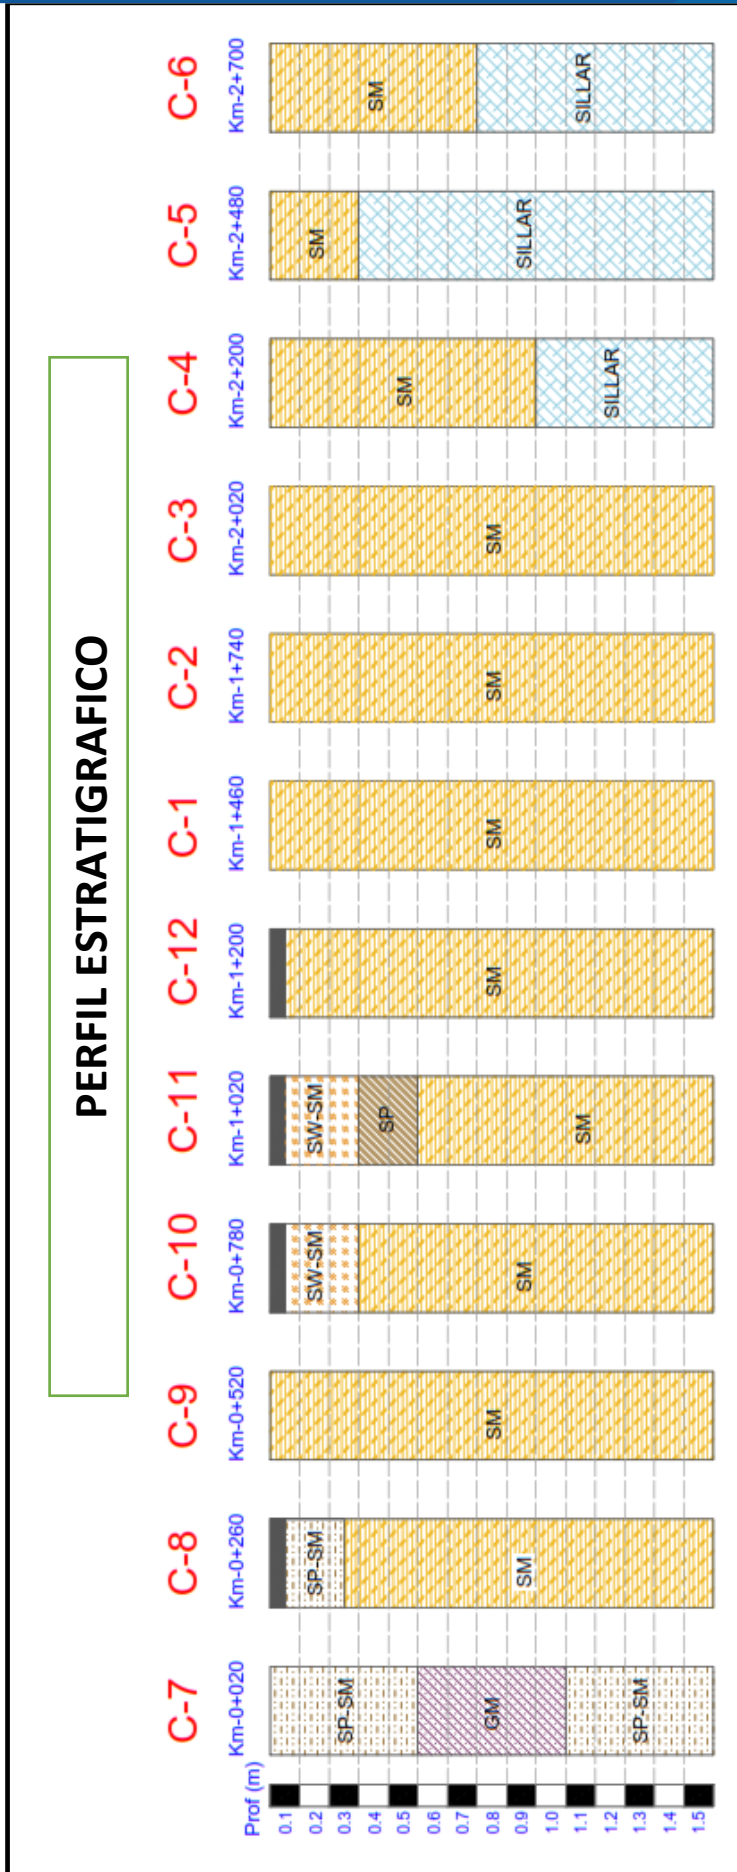 PERFIL ESTRATIGRAFICO
C-7 C-8 C-9 C-10 C-11 C-12 C-1 C-2 C-3 C-4 C-5 C-6
Km-0+020 Km-0+260 Km-0+520 Km-0+780 Km-1+020 Km-1+200 Km-1+460 Km-1+740 Km-2+020 Km-2+200 Km-2+480 Km-2+700
Prof (m)
0.1
0.2
0.3
0.4
0.5
0.6
0.7
0.8
0.9
1.0
1.1
1.2
1.3
1.4
1.5
SP-SM
GM
SP-SM
SP-SM
SM
SM
SW-SM
SM
SW-SM
SP
SM
SM
SM
SM
SM
SM
SILLAR
SM
SILLAR
SM
SILLAR